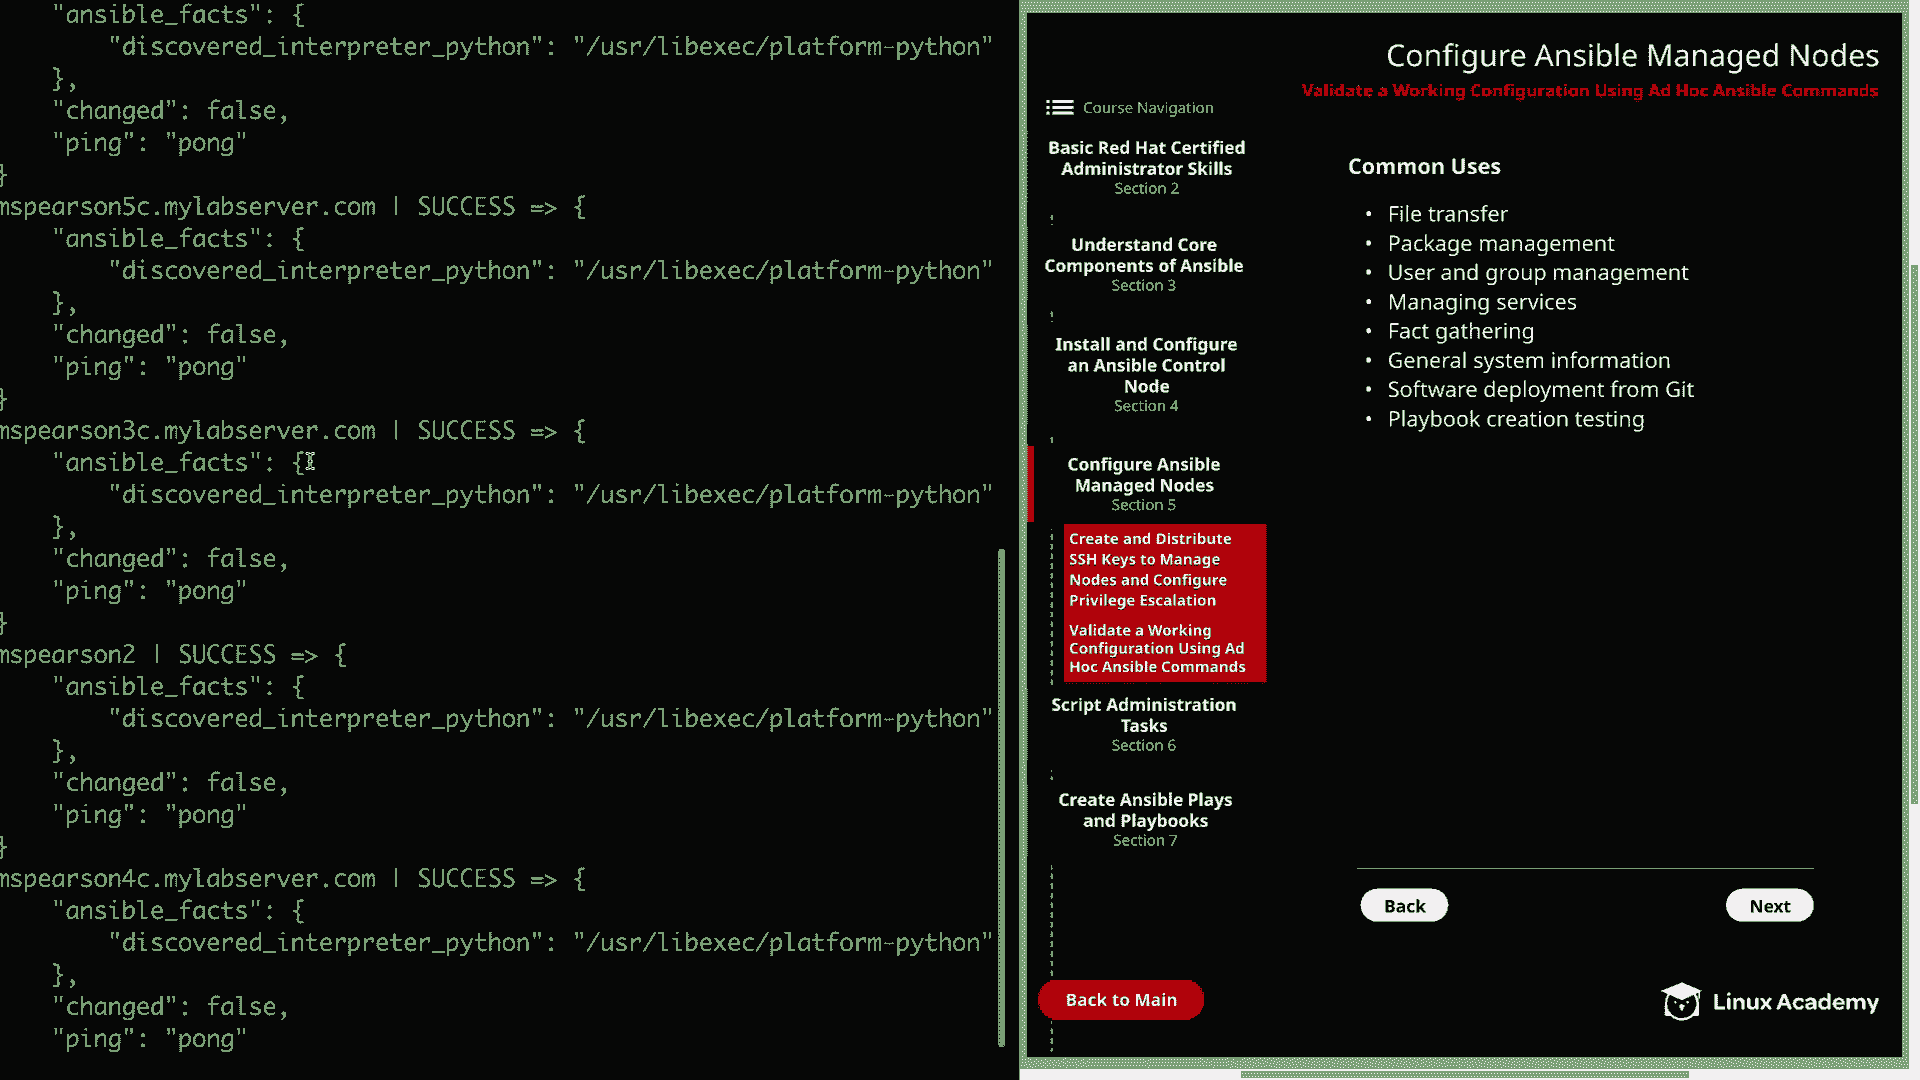 "ansible_facts": {
"discovered_interpreter_python": "/usr/libexec/platform-python"
},
"changed": false,
"ping": "pong"
}
mspearson5c.mylabserver.com | SUCCESS => {
"ansible_facts": {
"discovered_interpreter_python": "/usr/libexec/platform-python"
},
"changed": false,
"ping": "pong"
}
mspearson3c.mylabserver.com | SUCCESS => {
"ansible_facts": {
"discovered_interpreter_python": "/usr/libexec/platform-python"
},
"changed": false,
"ping": "pong"
}
mspearson2 | SUCCESS => {
"ansible_facts": {
"discovered_interpreter_python": "/usr/libexec/platform-python"
},
"changed": false,
"ping": "pong"
}
mspearson4c.mylabserver.com | SUCCESS => {
"ansible_facts": {
"discovered_interpreter_python": "/usr/libexec/platform-python"
},
"changed": false,
"ping": "pong"
Configure Ansible Managed Nodes
Validate a Working Configuration Using Ad Hoc Ansible Commands
Course Navigation
Basic Red Hat Certified
Administrator Skills
Section 2
Understand Core
Components of Ansible
Section 3
Install and Configure
an Ansible Control
Node
Section 4
Configure Ansible
Managed Nodes
Section 5
Create and Distribute
SSH Keys to Manage
Nodes and Configure
Privilege Escalation
Validate a Working
Configuration Using Ad
Hoc Ansible Commands
Script Administration
Tasks
Section 6
Create Ansible Plays
and Playbooks
Section 7
Back to Main
Common Uses
• File transfer
• Package management
• User and group management
• Managing services
• Fact gathering
• General system information
• Software deployment from Git
• Playbook creation testing
Back
Next
Linux Academy